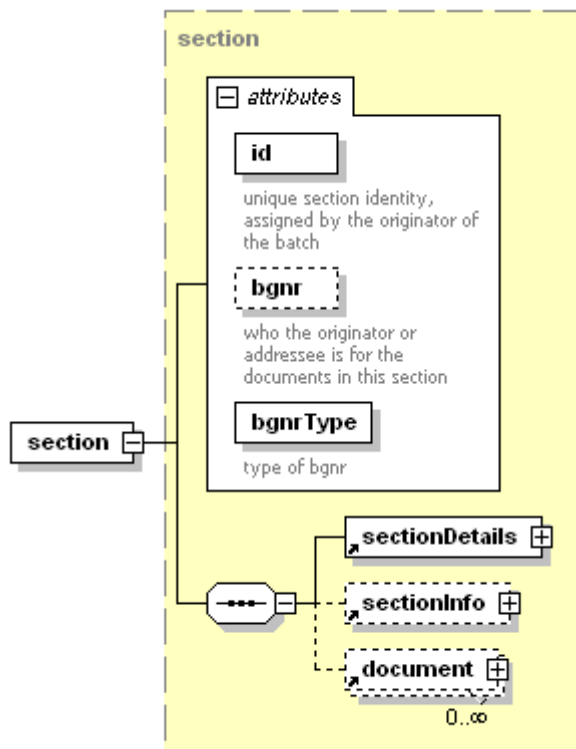 section
attributes
id
unique section identity,
assigned by the originator of
the batch
bgnr
who the originator or
addressee is for the
documents in this section
bgnrType
type of bgnr
section
sectionDetails
sectionInfo
document
0..∞